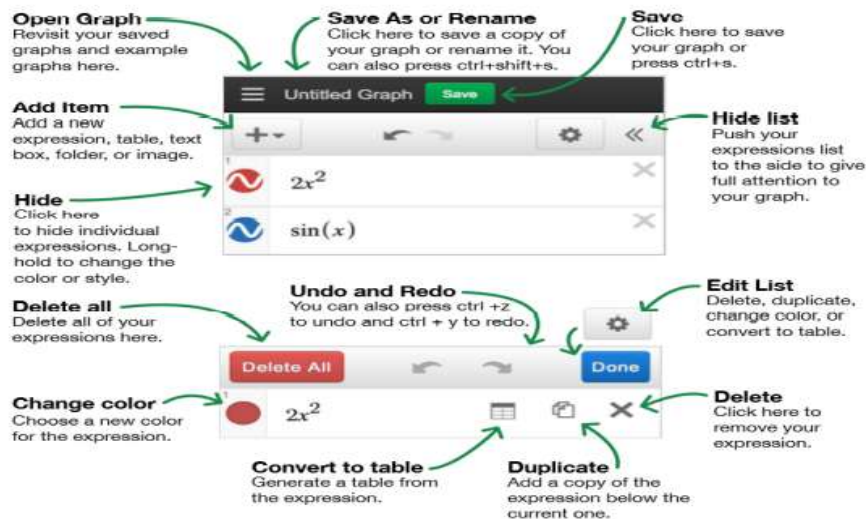 Open Graph
Revisit your saved
graphs and example
graphs here.
Save As or Rename
Click here to save a copy of
your graph or rename it. You
can also press ctrl+shift+s.
Save
Click here to save
your graph or
press ctrl+s.
Untitled Graph
Save
Add Item
Add a new
expression, table, text
box, folder, or image.
Hide list
Push your
expressions list
to the side to give
full attention to
your graph.
1
2x²
2
sin(x)
Hide
Click here
to hide individual
expressions. Long-
hold to change the
color or style.
Delete all
Delete all of your
expressions here.
Undo and Redo
You can also press ctrl +z
to undo and ctrl + y to redo.
Edit List
Delete, duplicate,
change color, or
convert to table.
Delete All
Done
Change color
Choose a new color
for the expression.
1
2x²
Delete
Click here to
remove your
expression.
Convert to table
Generate a table from
the expression.
Duplicate
Add a copy of the
expression below the
current one.